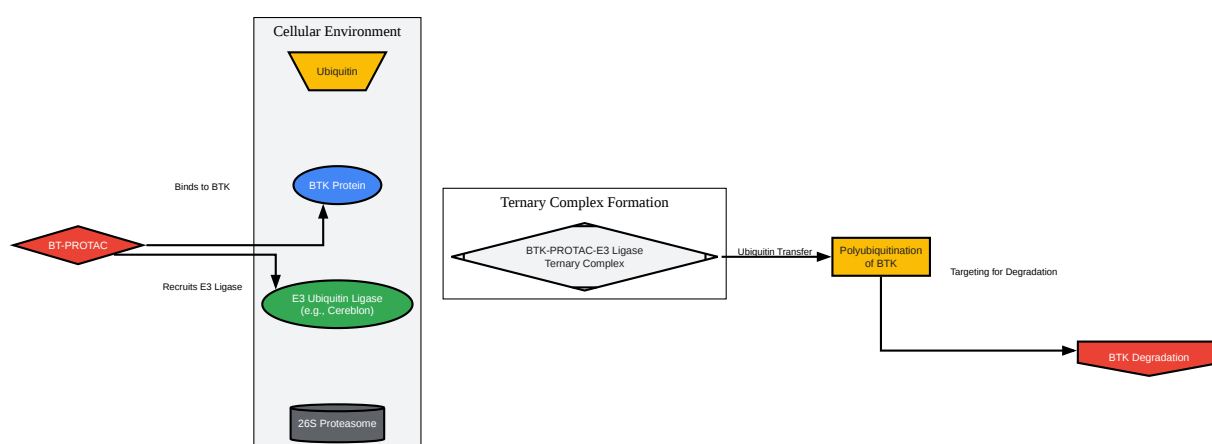 Cellular Environment
Ubiquitin
Binds to BTK
BTK Protein
BT-PROTAC
Recruits E3 Ligase
E3 Ubiquitin Ligase
(e.g., Cereblon)
26S Proteasome
Ternary Complex Formation
BTK-PROTAC-E3 Ligase
Ternary Complex
Ubiquitin Transfer
Polyubiquitination
of BTK
Targeting for Degradation
BTK Degradation